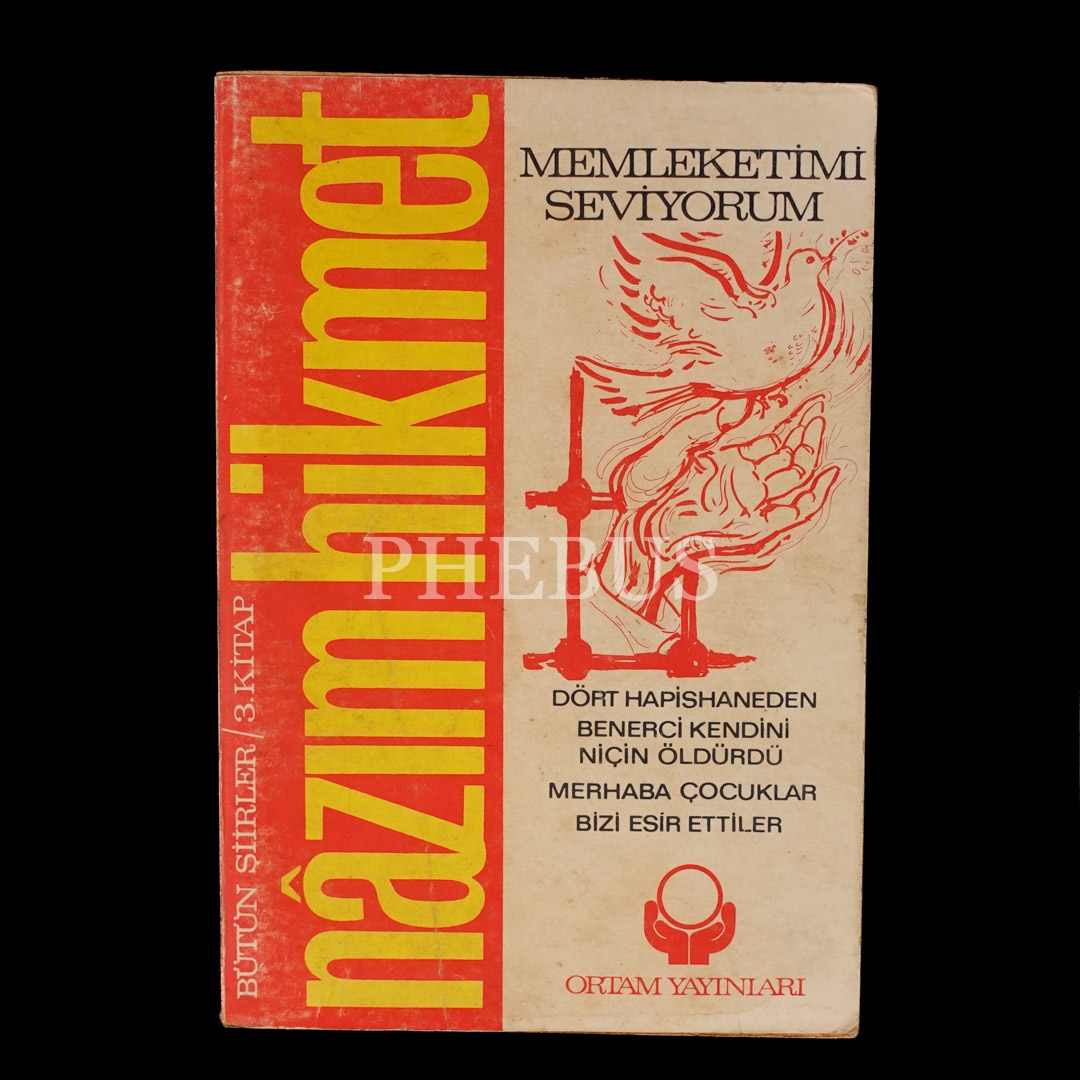 BÜTÜN ŞİİRLER / 3. KİTAP
nâzım hikmet
MEMLEKETİMİ
SEVİYORUM
DÖRT HAPİSHANEDEN
BENERCİ KENDİNİ
NİÇİN ÖLDÜRDÜ
MERHABA ÇOCUKLAR
BİZİ ESİR ETTİLER
ORTAM YAYINLARI
PHEBUS